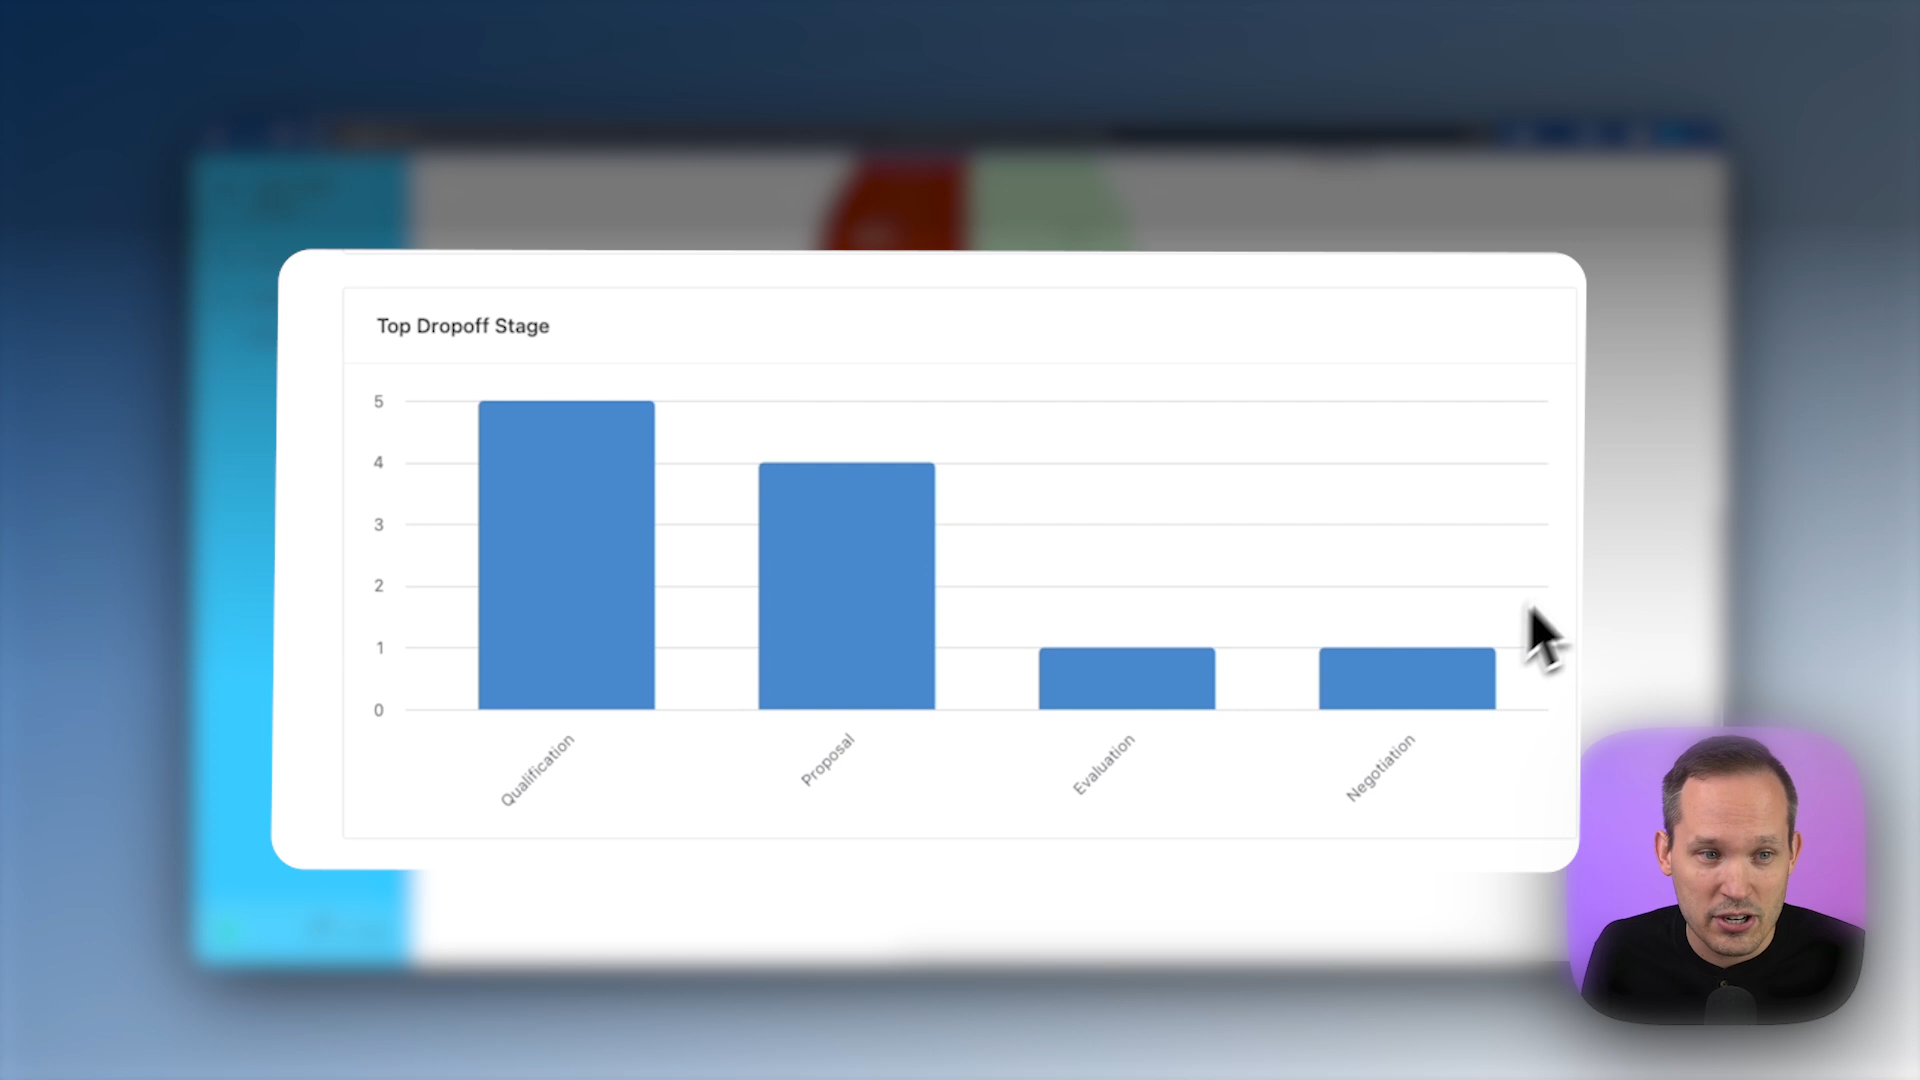 Top Dropoff Stage
5
4
3
2
1
0
Qualification
Proposal
Evaluation
Negotiation